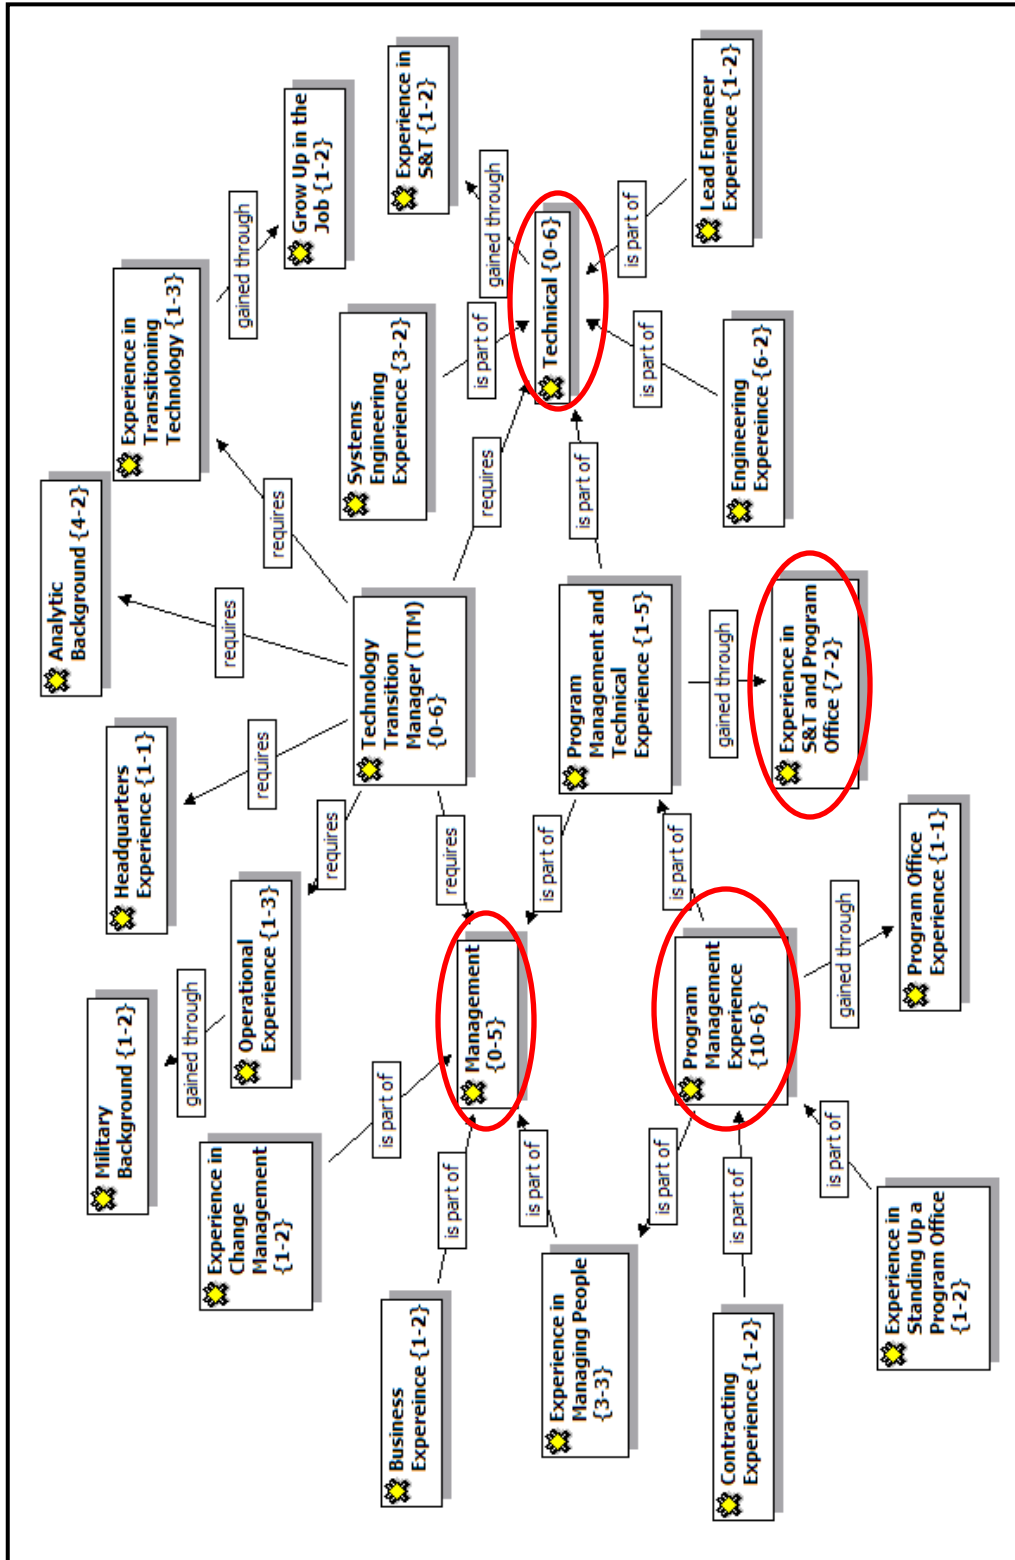 Analytic
Background {4-2}
Military
Background {1-2}
Headquarters
Experience {1-1}
Experience in
Transitioning
Technology {1-3}
gained through
requires
gained through
Experience in
Change
Management
{1-2}
Operational
Experience {1-3}
requires
requires
Grow Up in the
Job {1-2}
requires
is part of
Systems
Engineering
Experience {3-2}
Technology
Transition
Manager (TTM)
{0-6}
Business
Expereince {1-2}
Experience in
S&T {1-2}
is part of
requires
Management
{0-5}
requires
is part of
gained through
is part of
Technical {0-6}
Experience in
Managing People
{3-3}
is part of
Program
Management and
Technical
Experience {1-5}
is part of
is part of
is part of
is part of
is part of
Program
Management
Experience
{10-6}
Lead Engineer
Experience {1-2}
Contracting
Experience {1-2}
is part of
gained through
Engineering
Expereince {6-2}
Experience in
S&T and Program
Office {7-2}
is part of
gained through
Experience in
Standing Up a
Program Office
{1-2}
Program Office
Experience {1-1}